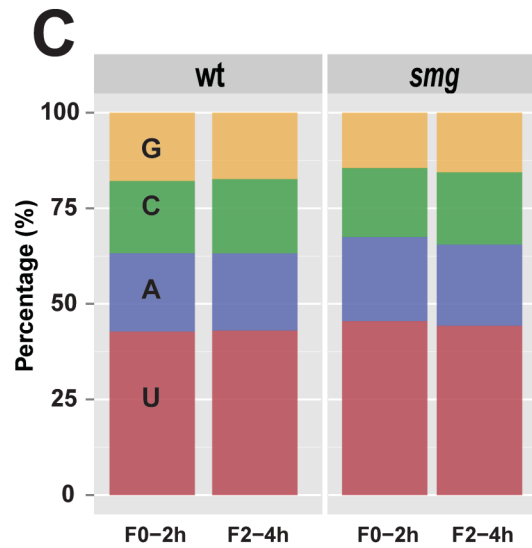 C
wt smg
Percentage (%)
100
75
50
25
0
G
C
A
U
F0−2h F2−4h F0−2h F2−4h